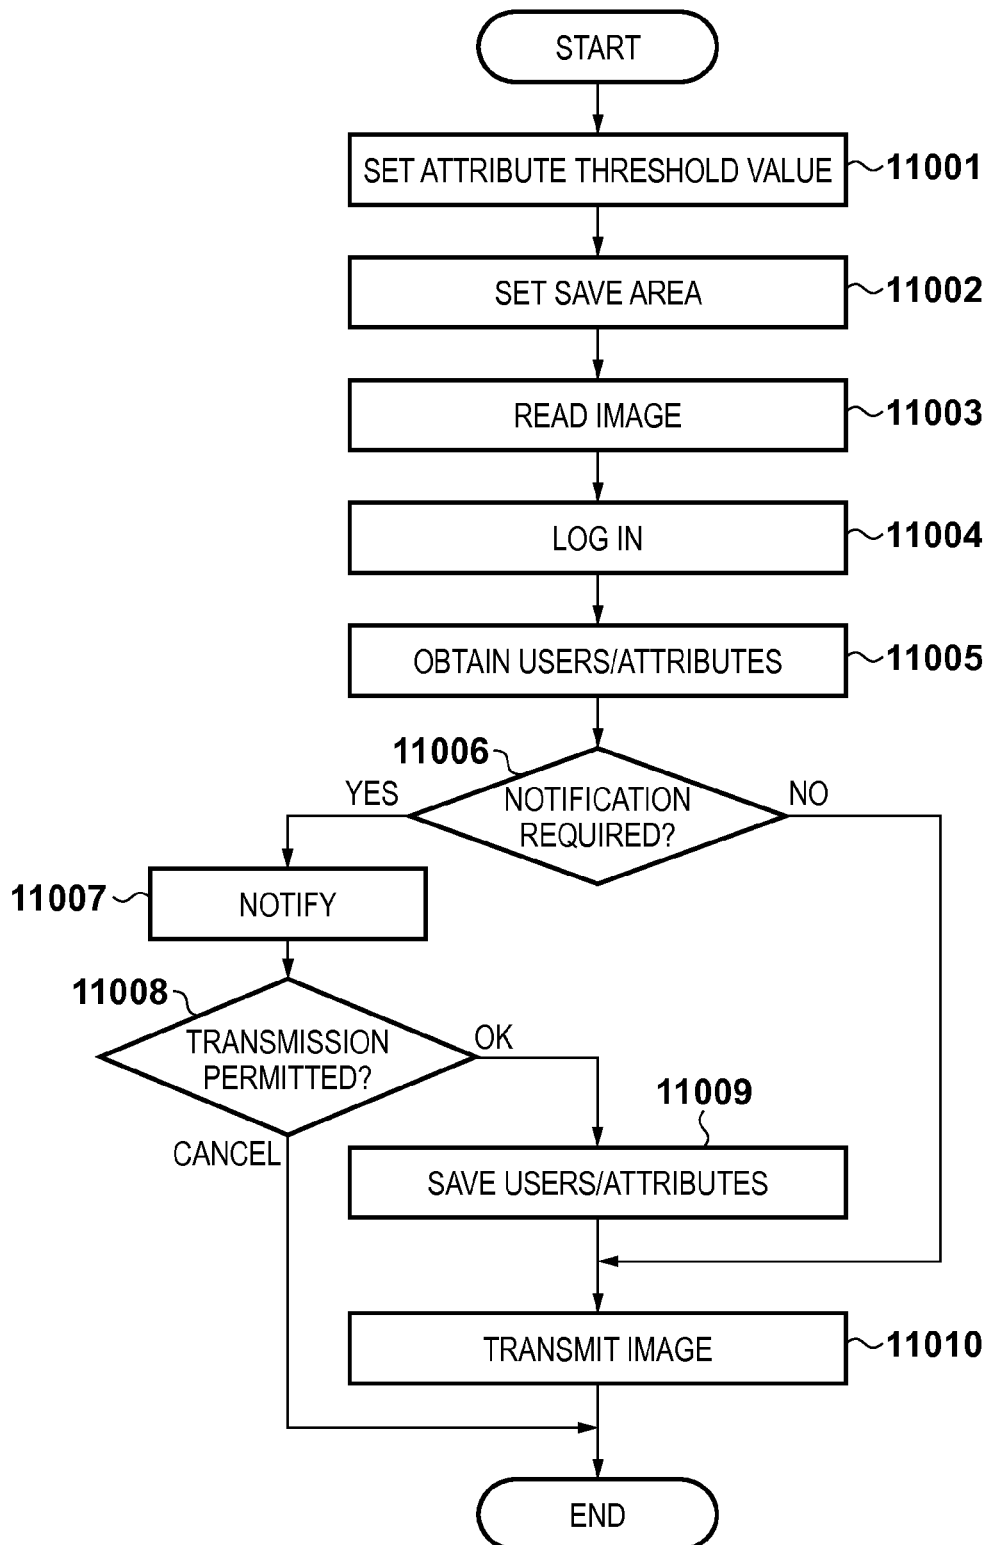 START
SET ATTRIBUTE THRESHOLD VALUE
11001
SET SAVE AREA
11002
READ IMAGE
11003
LOG IN
11004
OBTAIN USERS/ATTRIBUTES
11005
11006
YES
NOTIFICATION
REQUIRED?
NO
11007
NOTIFY
11008
TRANSMISSION
PERMITTED?
OK
CANCEL
11009
SAVE USERS/ATTRIBUTES
TRANSMIT IMAGE
11010
END